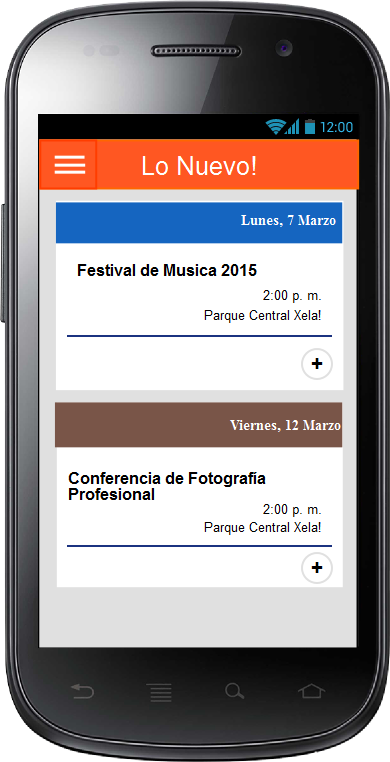 12:00
Lo Nuevo!
Lunes, 7 Marzo
Festival de Musica 2015
2:00 p. m.
Parque Central Xela!
+
Viernes, 12 Marzo
Conferencia de Fotografía
Profesional
2:00 p. m.
Parque Central Xela!
+